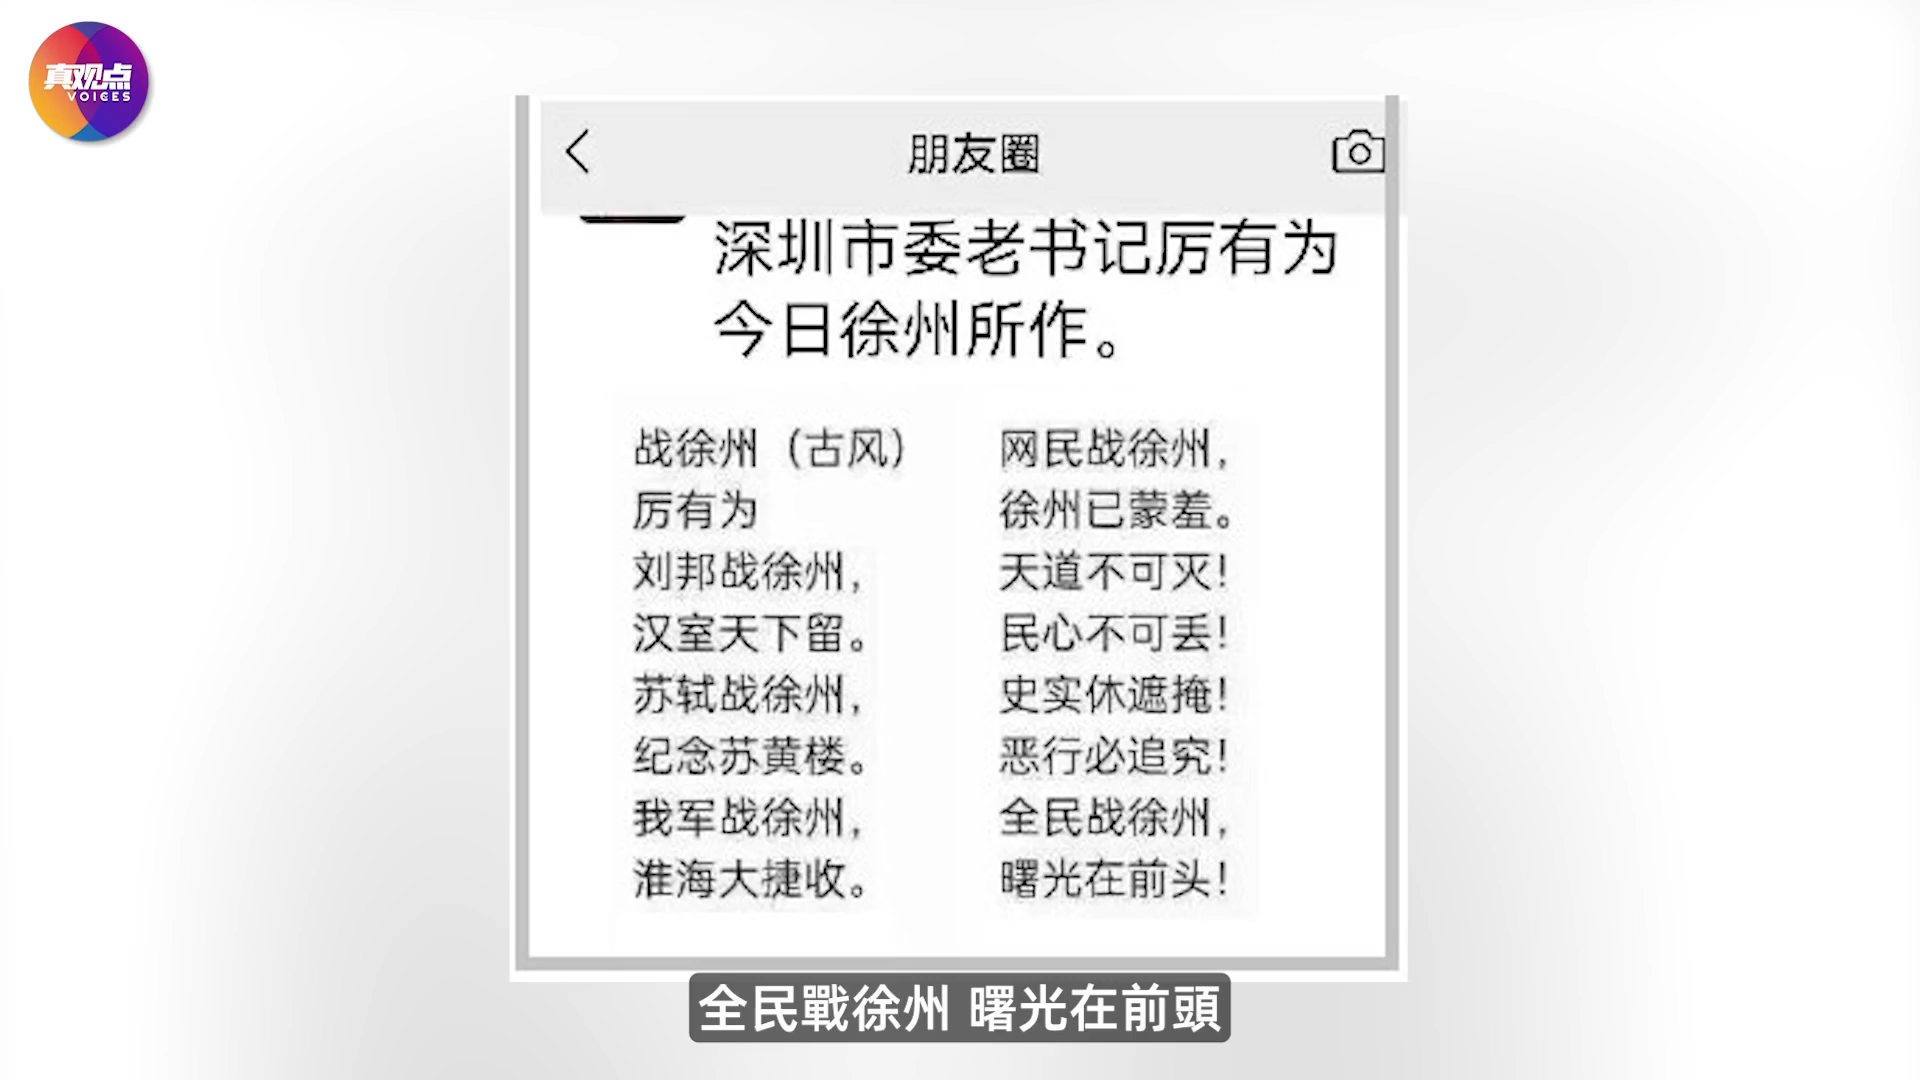 真观点
VOICES
朋友圈
深圳市委老书记厉有为
今日徐州所作。
战徐州（古风）
厉有为
刘邦战徐州，
汉室天下留。
苏轼战徐州，
纪念苏黄楼。
我军战徐州，
淮海大捷收。
网民战徐州，
徐州已蒙羞。
天道不可灭！
民心不可丢！
史实休遮掩！
恶行必追究！
全民战徐州，
曙光在前头！
全民戰徐州 曙光在前頭